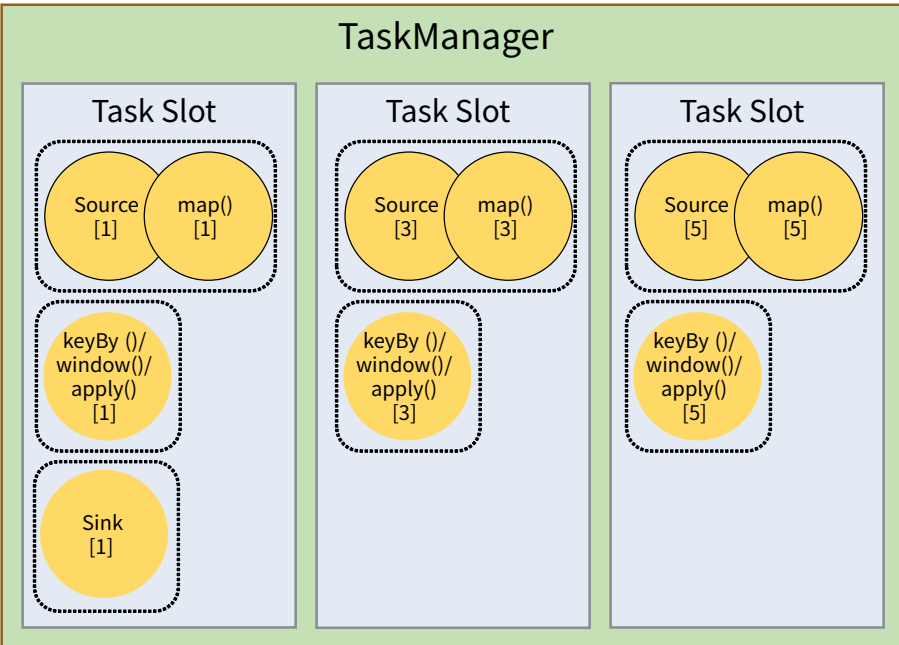 TaskManager
Task Slot
Source
[1]
map()
[1]
keyBy ()/
window()/
apply()
[1]
Sink
[1]
Task Slot
Source
[3]
map()
[3]
keyBy ()/
window()/
apply()
[3]
Task Slot
Source
[5]
map()
[5]
keyBy ()/
window()/
apply()
[5]